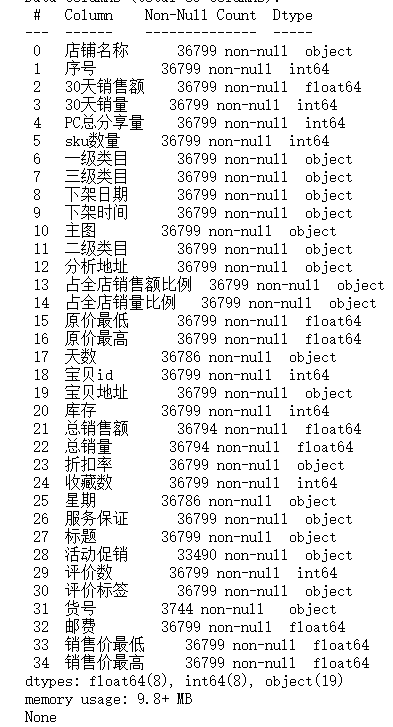 #   Column     Non-Null Count  Dtype
---  ------     --------------  -----
 0   店铺名称       36799 non-null  object
 1   序号         36799 non-null  int64
 2   30天销售额     36799 non-null  float64
 3   30天销量      36799 non-null  int64
 4   PC总分享量     36799 non-null  int64
 5   sku数量      36799 non-null  int64
 6   一级类目       36799 non-null  object
 7   三级类目       36799 non-null  object
 8   下架日期       36799 non-null  object
 9   下架时间       36799 non-null  object
 10  主图         36799 non-null  object
 11  二级类目       36799 non-null  object
 12  分析地址       36799 non-null  object
 13  占全店销售额比例   36799 non-null  object
 14  占全店销量比例    36799 non-null  object
 15  原价最低       36799 non-null  float64
 16  原价最高       36799 non-null  float64
 17  天数         36786 non-null  object
 18  宝贝id       36799 non-null  int64
 19  宝贝地址       36799 non-null  object
 20  库存         36799 non-null  int64
 21  总销售额       36794 non-null  float64
 22  总销量        36794 non-null  float64
 23  折扣率        36799 non-null  object
 24  收藏数        36799 non-null  int64
 25  星期         36786 non-null  object
 26  服务保证       36799 non-null  object
 27  标题         36799 non-null  object
 28  活动促销       33490 non-null  object
 29  评价数        36799 non-null  int64
 30  评价标签       36799 non-null  object
 31  货号         3744 non-null   object
 32  邮费         36799 non-null  float64
 33  销售价最低      36799 non-null  float64
 34  销售价最高      36799 non-null  float64
dtypes: float64(8), int64(8), object(19)
memory usage: 9.8+ MB
None